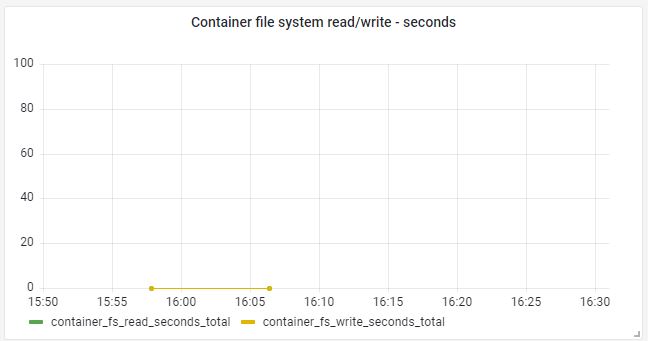 Container file system read/write - seconds
100
80
60
40
20
0
15:50 15:55 16:00 16:05 16:10 16:15 16:20 16:25 16:30
container_fs_read_seconds_total container_fs_write_seconds_total